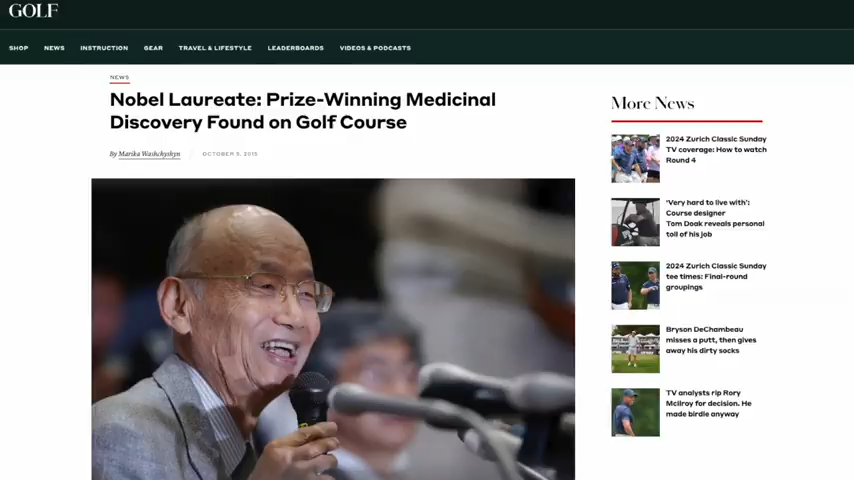 GOLF
SHOP NEWS INSTRUCTION GEAR TRAVEL & LIFESTYLE LEADERBOARDS VIDEOS & PODCASTS
NEWS
Nobel Laureate: Prize-Winning Medicinal
Discovery Found on Golf Course
By Marika Washchyshyn OCTOBER 5, 2015
More News
2024 Zurich Classic Sunday
TV coverage: How to watch
Round 4
‘Very hard to live with’:
Course designer
Tom Doak reveals personal
toll of his job
2024 Zurich Classic Sunday
tee times: Final-round
groupings
Bryson DeChambeau
misses a putt, then gives
away his dirty socks
TV analysts rip Rory
McIlroy for decision. He
made birdie anyway